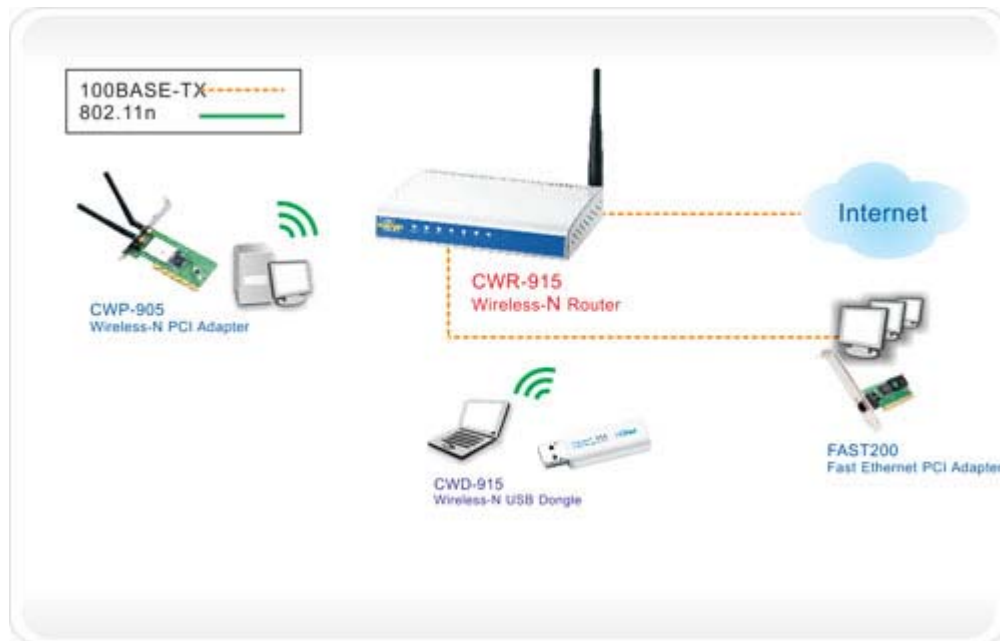 100BASE-TX
802.11n
Internet
CWR-915
Wireless-N Router
CWP-905
Wireless-N PCI Adapter
CWD-915
Wireless-N USB Dongle
FAST200
Fast Ethernet PCI Adapter